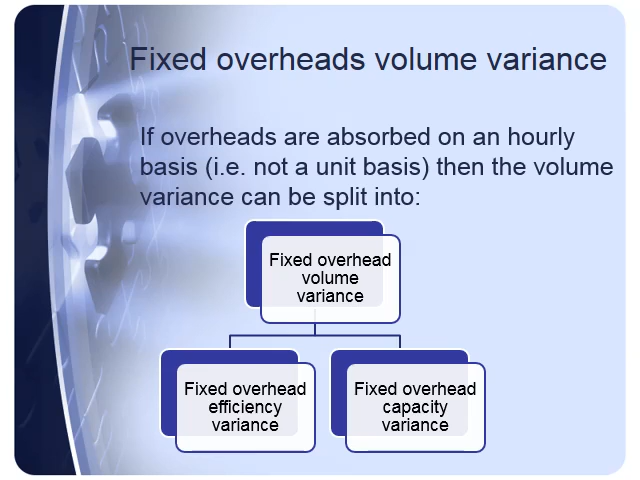 Fixed overheads volume variance
If overheads are absorbed on an hourly
basis (i.e. not a unit basis) then the volume
variance can be split into:
Fixed overhead
volume
variance
Fixed overhead
efficiency
variance
Fixed overhead
capacity
variance